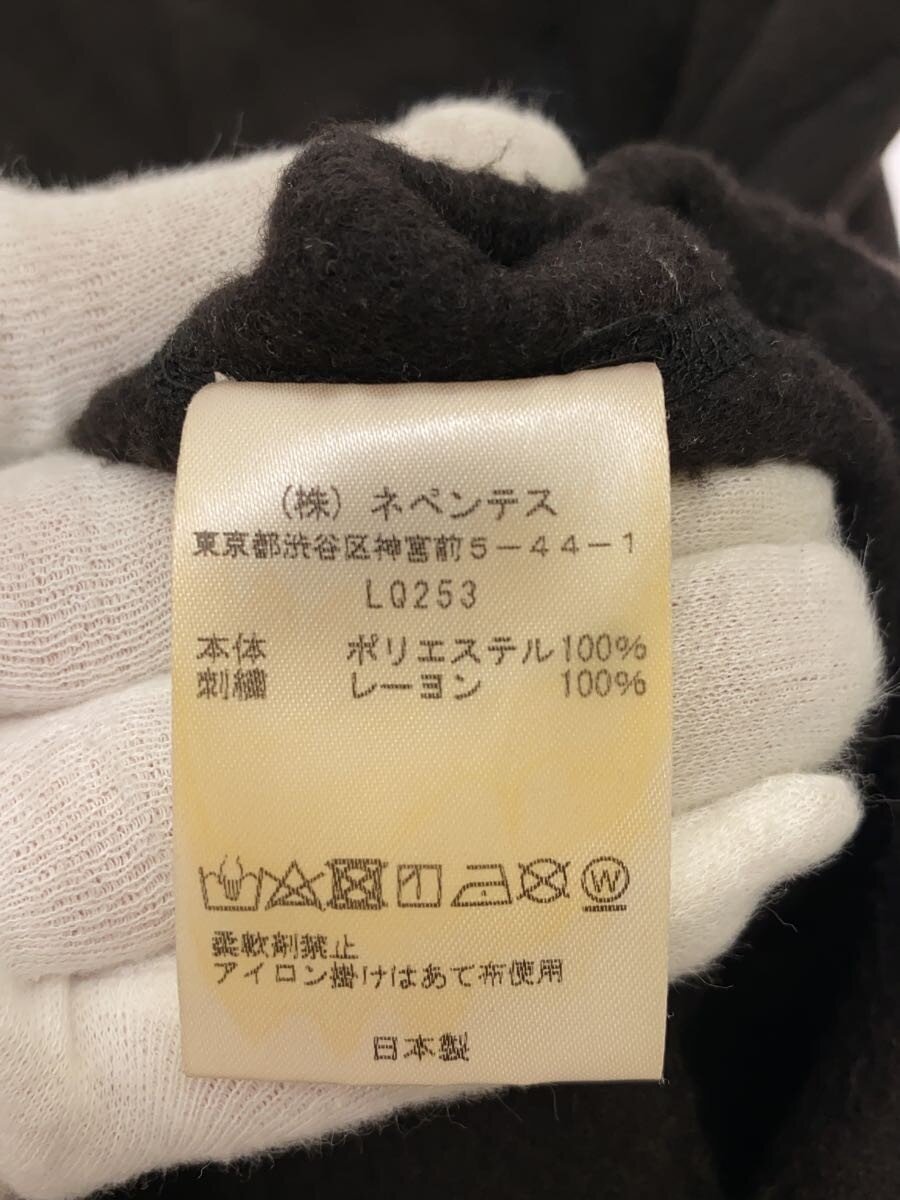 (株) ネペンテス
東京都渋谷区神宮前5-44-1
LQ253
本体 ポリエステル100%
刺繍 レーヨン 100%
W
柔軟剤禁止
アイロン掛けはあて布使用
日本製